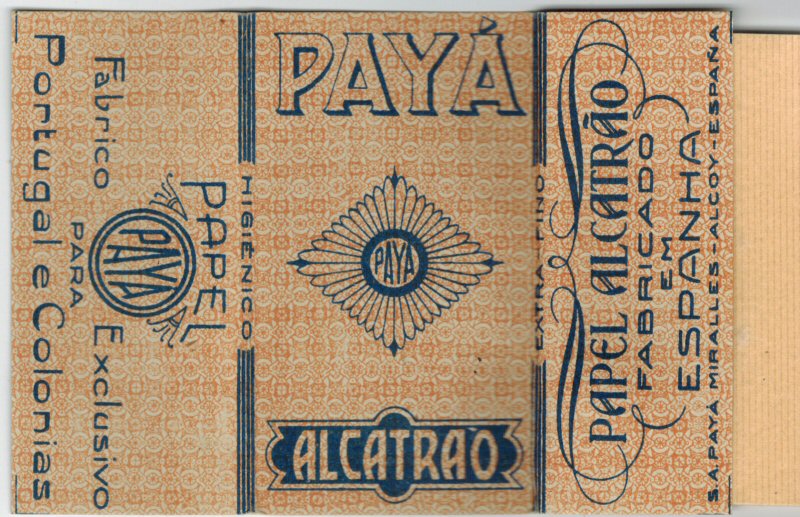 PAPEL
PAYÁ
Fabrico Exclusivo
PARA
Portugal e Colonias
HIGIÉNICO
PAYÁ
PAYÁ
ALCATRÃO
EXTRA FINO
PAPEL ALCATRÃO
FABRICADO
EM
ESPANHA
S.A. PAYÁ MIRALLES-ALCOY-ESPAÑA